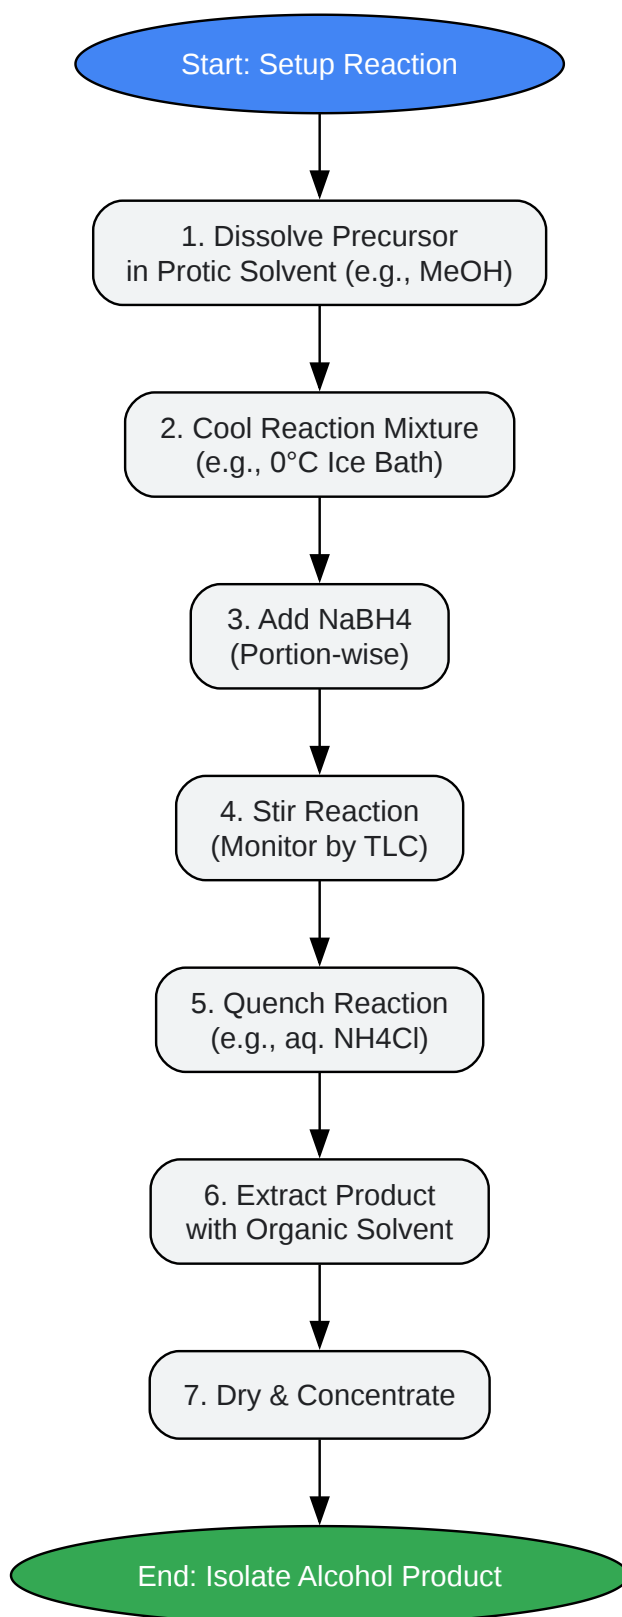 Start: Setup Reaction
1. Dissolve Precursor
in Protic Solvent (e.g., MeOH)
2. Cool Reaction Mixture
(e.g., 0°C Ice Bath)
3. Add NaBH4
(Portion-wise)
4. Stir Reaction
(Monitor by TLC)
5. Quench Reaction
(e.g., aq. NH4Cl)
6. Extract Product
with Organic Solvent
7. Dry & Concentrate
End: Isolate Alcohol Product